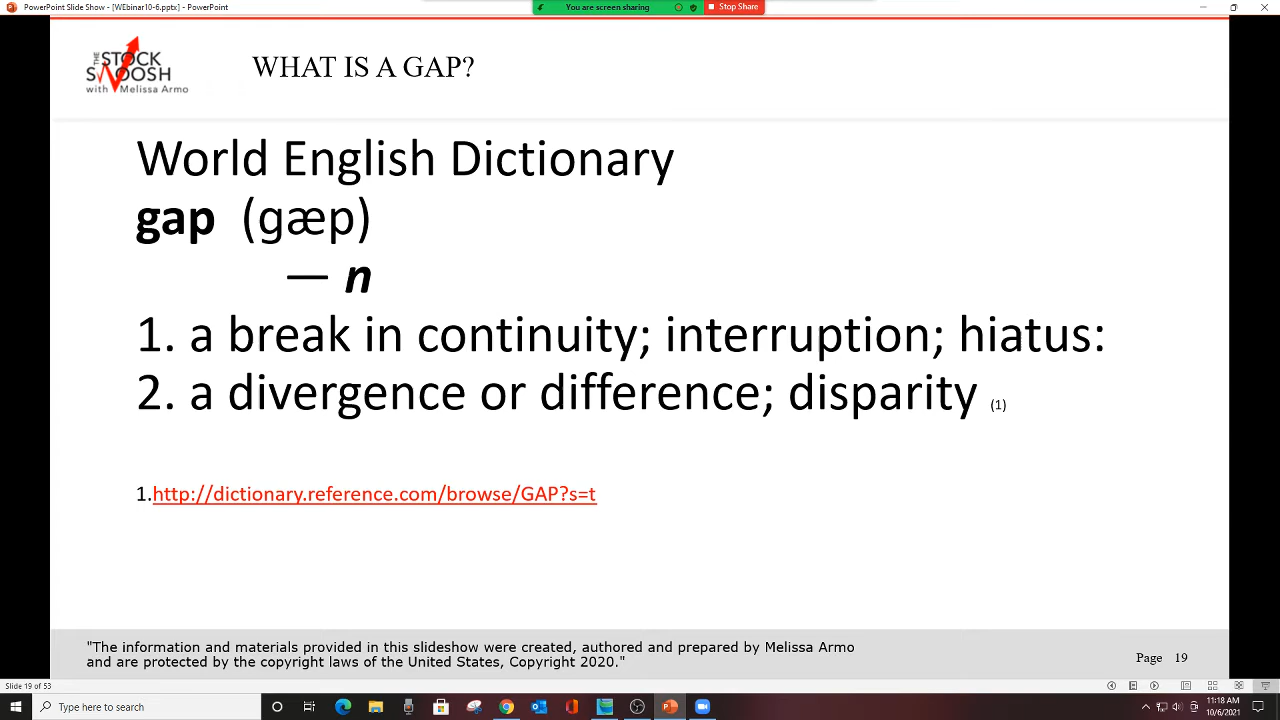 PowerPoint Slide Show - [WEbinar10-6.pptx] - PowerPoint
You are screen sharing
Stop Share
THE STOCK
SWOOSH
with Melissa Armo
WHAT IS A GAP?
World English Dictionary
gap (gæp)
— n
1. a break in continuity; interruption; hiatus:
2. a divergence or difference; disparity (1)
1.http://dictionary.reference.com/browse/GAP?s=t
"The information and materials provided in this slideshow were created, authored and prepared by Melissa Armo
and are protected by the copyright laws of the United States, Copyright 2020."
Page 19
Slide 19 of 53
Type here to search
11:18 AM
10/6/2021